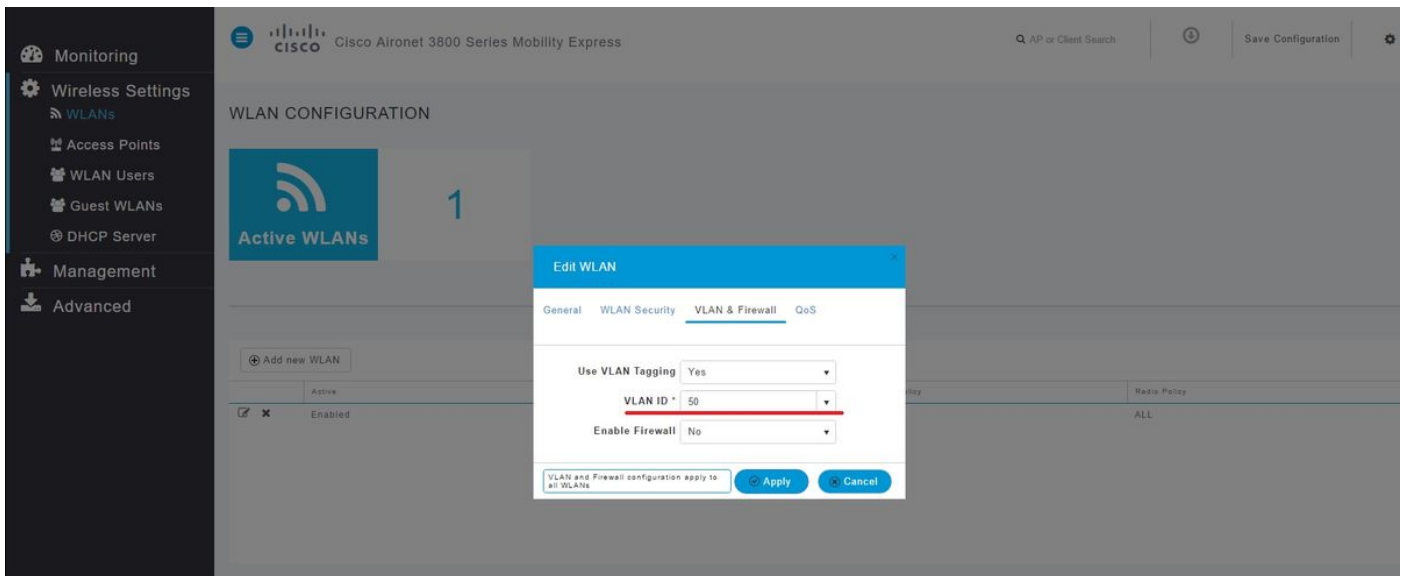 Monitoring
Wireless Settings
WLANs
Access Points
WLAN Users
Guest WLANs
DHCP Server
Management
Advanced
CISCO Cisco Aironet 3800 Series Mobility Express
AP or Client Search
Save Configuration
WLAN CONFIGURATION
Active WLANs
1
Add new WLAN
Active
Radio Policy
Enabled
ALL
Edit WLAN
General WLAN Security VLAN & Firewall QoS
Use VLAN Tagging Yes
VLAN ID * 50
Enable Firewall No
VLAN and Firewall configuration apply to
all WLANs
Apply
Cancel